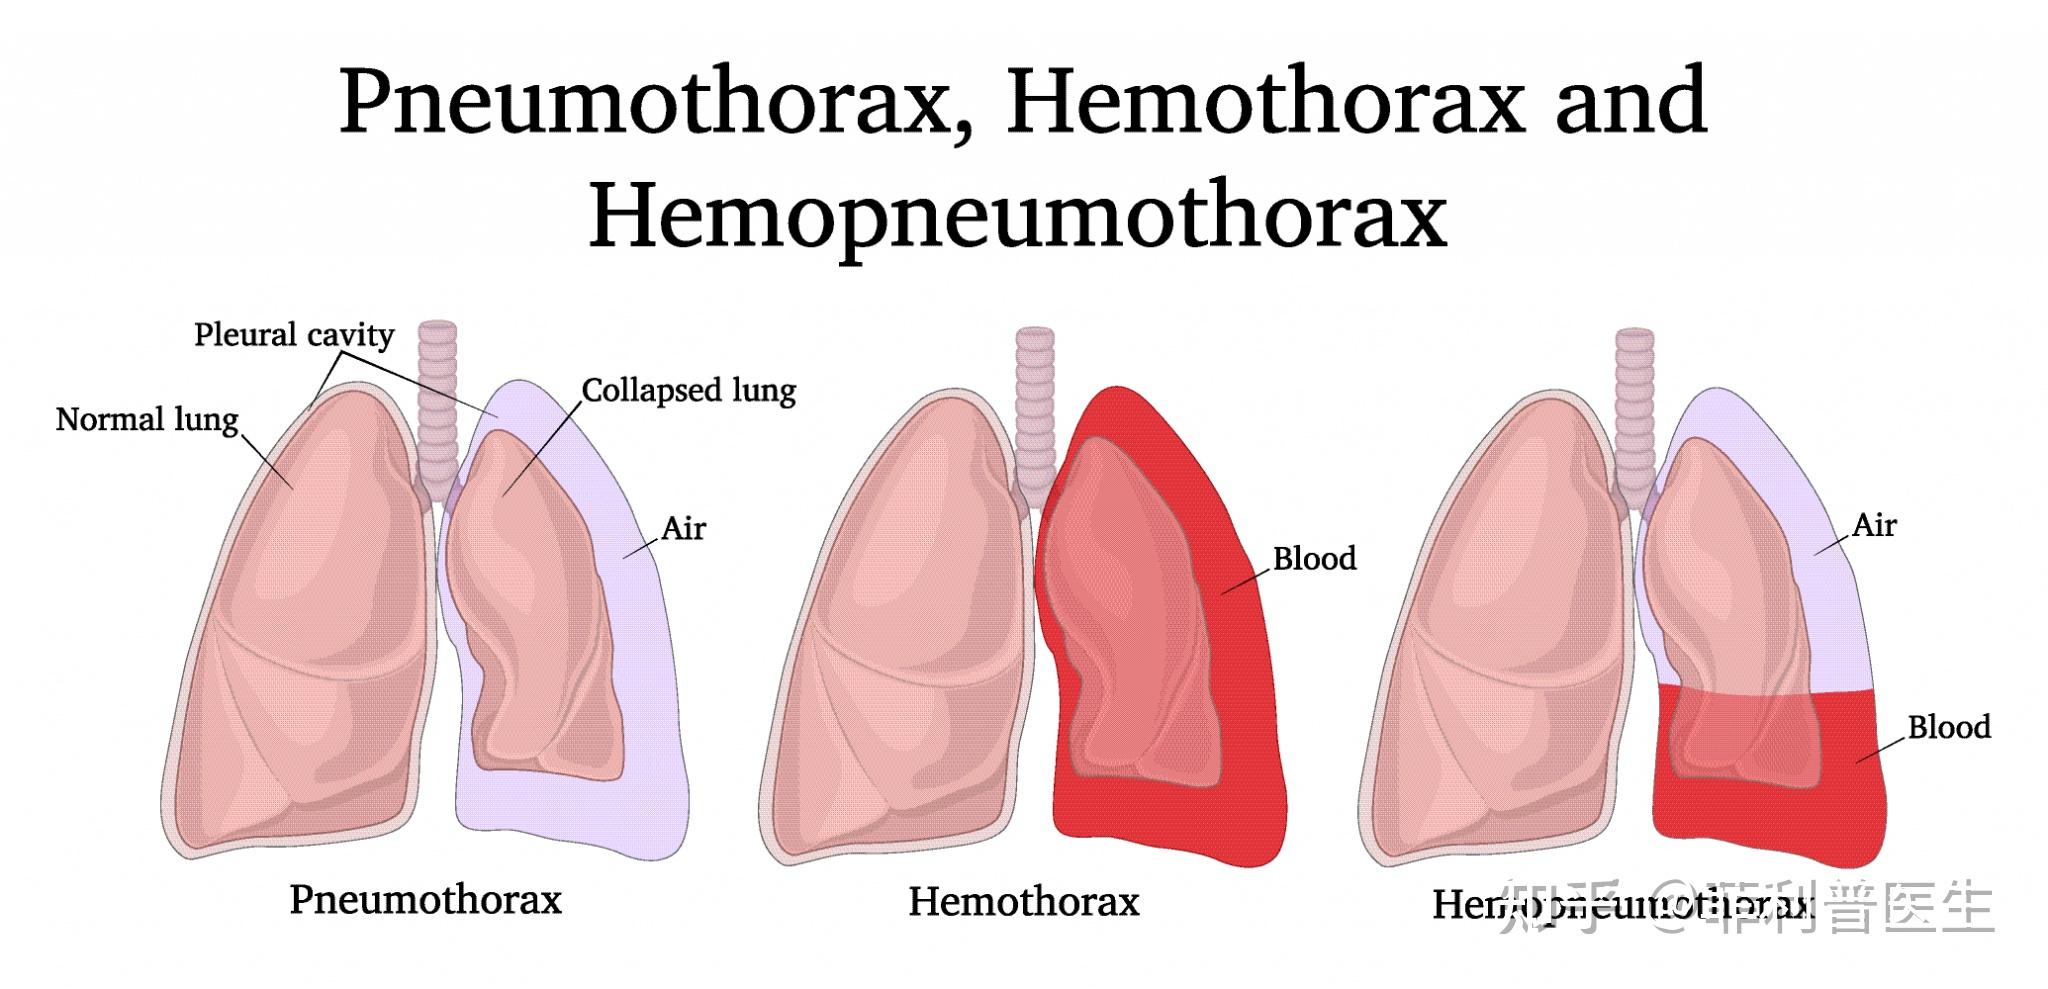 Pneumothorax, Hemothorax and
Hemopneumothorax
Pleural cavity
Normal lung
Collapsed lung
Air
Blood
Air
Blood
Pneumothorax
Hemothorax
Hemopneumothorax
知乎 @菲利普医生